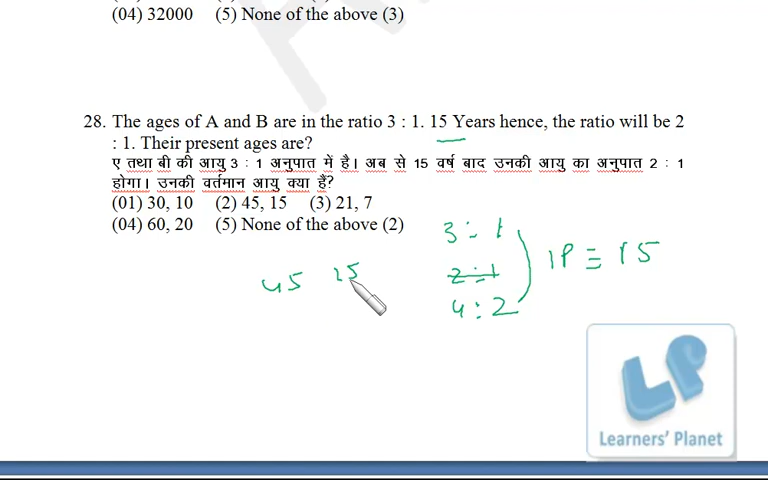 (04) 32000 (5) None of the above (3)
28. The ages of A and B are in the ratio 3 : 1. 15 Years hence, the ratio will be 2
: 1. Their present ages are?
ए तथा बी की आयु 3 : 1 अनुपात में है। अब से 15 वर्ष बाद उनकी आयु का अनुपात 2 : 1
होगा। उनकी वर्तमान आयु क्या हैं?
(01) 30, 10 (2) 45, 15 (3) 21, 7
(04) 60, 20 (5) None of the above (2)
3 : 1
2 : 1
4 : 2
1P ≡ 15
45 15
LP
Learners' Planet